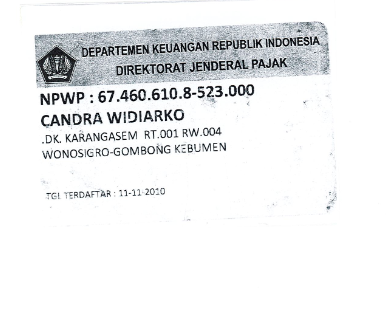 DEPARTEMEN KEUANGAN REPUBLIK INDONESIA
DIREKTORAT JENDERAL PAJAK
NPWP : 67.460.610.8-523.000
CANDRA WIDIARKO
.DK. KARANGASEM RT.001 RW.004
WONOSIGRO-GOMBONG KEBUMEN
TGL TERDAFTAR : 11-11-2010